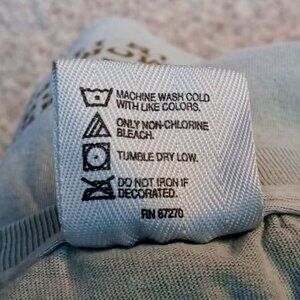 MACHINE WASH COLD
WITH LIKE COLORS.
ONLY NON-CHLORINE
BLEACH.
TUMBLE DRY LOW.
DO NOT IRON IF
DECORATED.
RN 87270